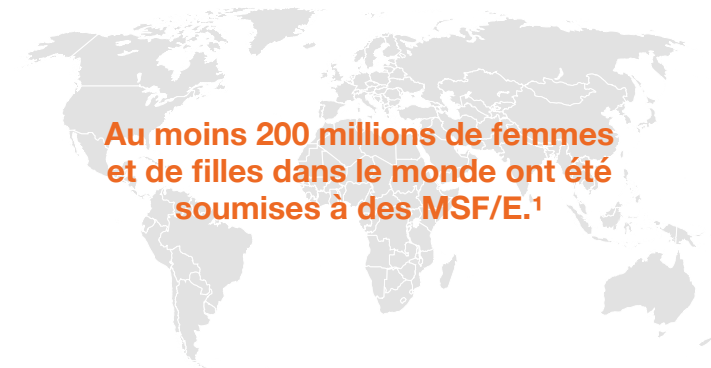 Au moins 200 millions de femmes
et de filles dans le monde ont été
soumises à des MSF/E.¹